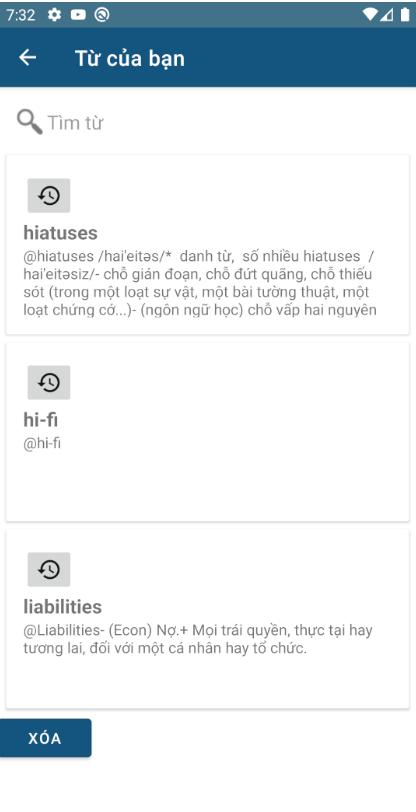 7:32
Từ của bạn
Tìm từ
hiatuses
@hiatuses /hai'eitəs/* danh từ, số nhiều hiatuses /
hai'eitəsiz/- chỗ gián đoạn, chỗ đứt quãng, chỗ thiếu
sót (trong một loạt sự vật, một bài tường thuật, một
loạt chứng cớ...)- (ngôn ngữ học) chỗ vấp hai nguyên
hi-fi
@hi-fi
liabilities
@Liabilities- (Econ) Nợ.+ Mọi trái quyền, thực tại hay
tương lai, đối với một cá nhân hay tổ chức.
XÓA